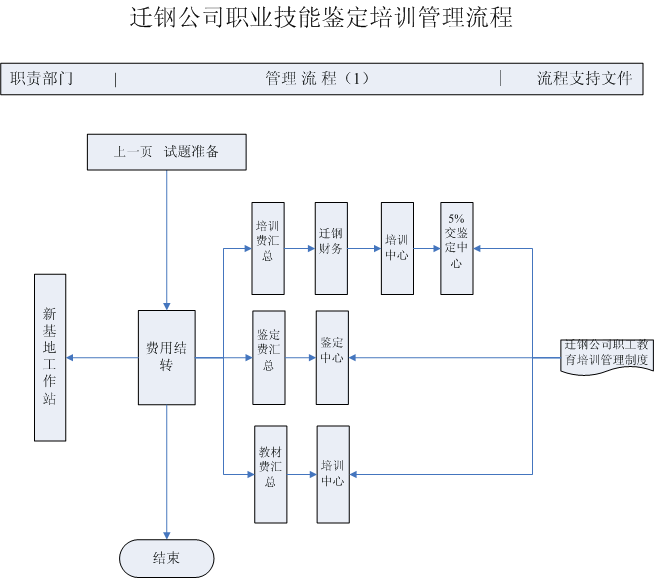 迁钢公司职业技能鉴定培训管理流程
职责部门 | 管理 流 程（1） | 流程支持文件
上一页 试题准备
培训
费汇
总
迁钢
财务
培训
中心
5%
交鉴
定中
心
新
基
地
工
作
站
费用结
转
鉴定
费汇
总
鉴定
中心
迁钢公司职工教
育培训管理制度
教材
费汇
总
培训
中心
结束